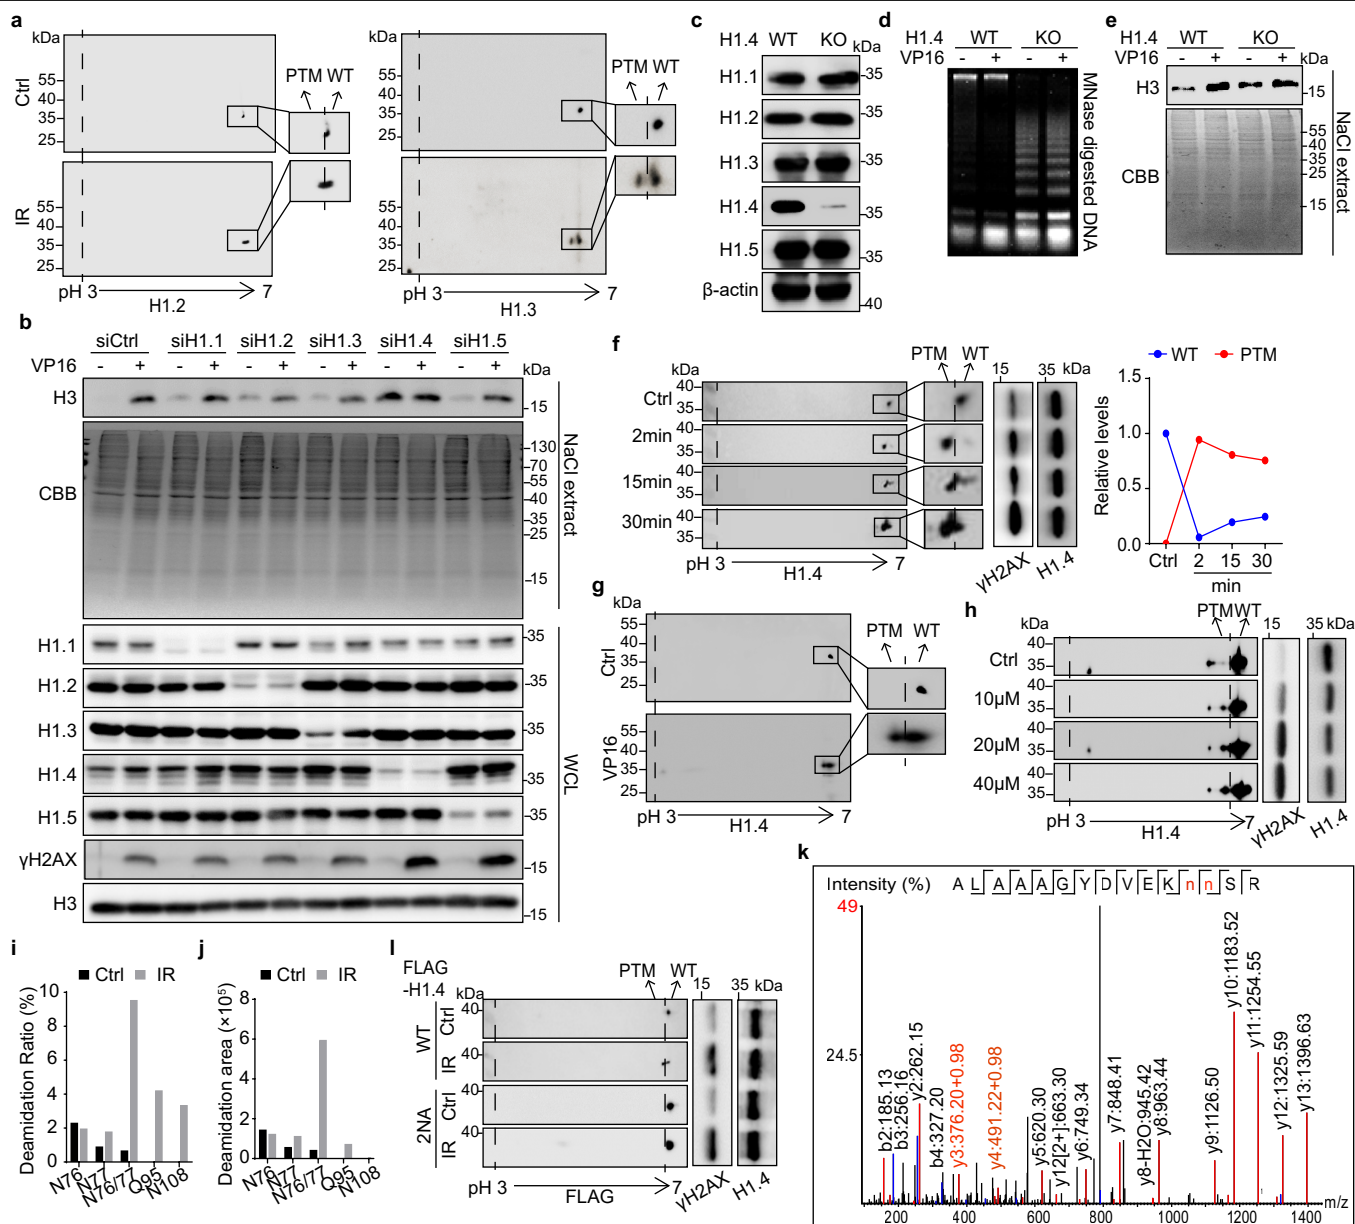 a
kDa
Ctrl
55
40
35
25
PTM WT
IR
55
40
35
25
pH 3
H1.2
7
kDa
55
40
35
25
PTM WT
55
40
35
25
pH 3
H1.3
7
b
siCtrl siH1.1 siH1.2 siH1.3 siH1.4 siH1.5
VP16 - + - + - + - + - + - + kDa
H3
15
CBB
130
70
55
40
35
25
15
NaCl extract
H1.1 35
H1.2 35
H1.3 35
H1.4 35
H1.5 35
γH2AX 15
H3 15
WCL
c
H1.4 WT KO kDa
H1.1 35
H1.2 35
H1.3 35
H1.4 35
H1.5 35
β-actin 40
d
H1.4 WT KO
VP16 - + - +
MNase digested DNA
e
H1.4 WT KO
VP16 - + - + kDa
H3 15
CBB
55
40
35
25
15
NaCl extract
f
PTM WT 15 35 kDa
Ctrl 40 35
2min 40 35
15min 40 35
30min 40 35
pH 3 H1.4 7 γH2AX H1.4
WT PTM
Relative levels
1.5
1.0
0.5
0.0
Ctrl 2 15 30
min
g
kDa
Ctrl
55
40
35
25
PTM WT
VP16
55
40
35
25
pH 3 H1.4 7
h
kDa PTM WT 15 35 kDa
Ctrl 40 35
10μM 40 35
20μM 40 35
40μM 40 35
pH 3 H1.4 7 γH2AX H1.4
i
Ctrl IR
Deamidation Ratio (%)
10
8
6
4
2
0
N76 N77 N76/77 Q95 N108
j
Ctrl IR
Deamidation area (×10⁵)
8
6
4
2
0
N76 N77 N76/77 Q95 N108
k
Intensity (%) A L A A A G Y D V E K n n S R
49
24.5
b2:185.13
b3:256.16
y2:262.15
b4:327.20
y3:376.20+0.98
y4:491.22+0.98
y5:620.30
y12[2+]:663.30
y6:749.34
y7:848.41
y8-H2O:945.42
y8:963.44
y9:1126.50
y10:1183.52
y11:1254.55
y12:1325.59
y13:1396.63
200 400 600 800 1000 1200 1400 m/z
l
FLAG
-H1.4 kDa PTM WT 15 35 kDa
WT Ctrl 40
IR 40
2NA Ctrl 40
IR 40
pH 3 FLAG 7 γH2AX H1.4